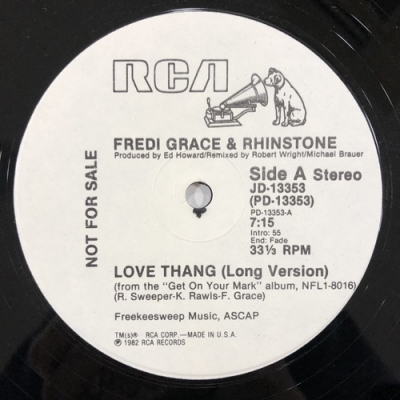 RCA
FREDI GRACE & RHINSTONE
Produced by Ed Howard/Remixed by Robert Wright/Michael Brauer
NOT FOR SALE
Side A Stereo
JD-13353
(PD-13353)
PD-13353-A
7:15
Intro: 55
End: Fade
33⅓ RPM
LOVE THANG (Long Version)
(from the "Get On Your Mark" album, NFL1-8016)
(R. Sweeper-K. Rawls-F. Grace)
Freekeesweep Music, ASCAP
TM(s)® RCA CORP.—MADE IN U.S.A.
℗ 1982 RCA RECORDS